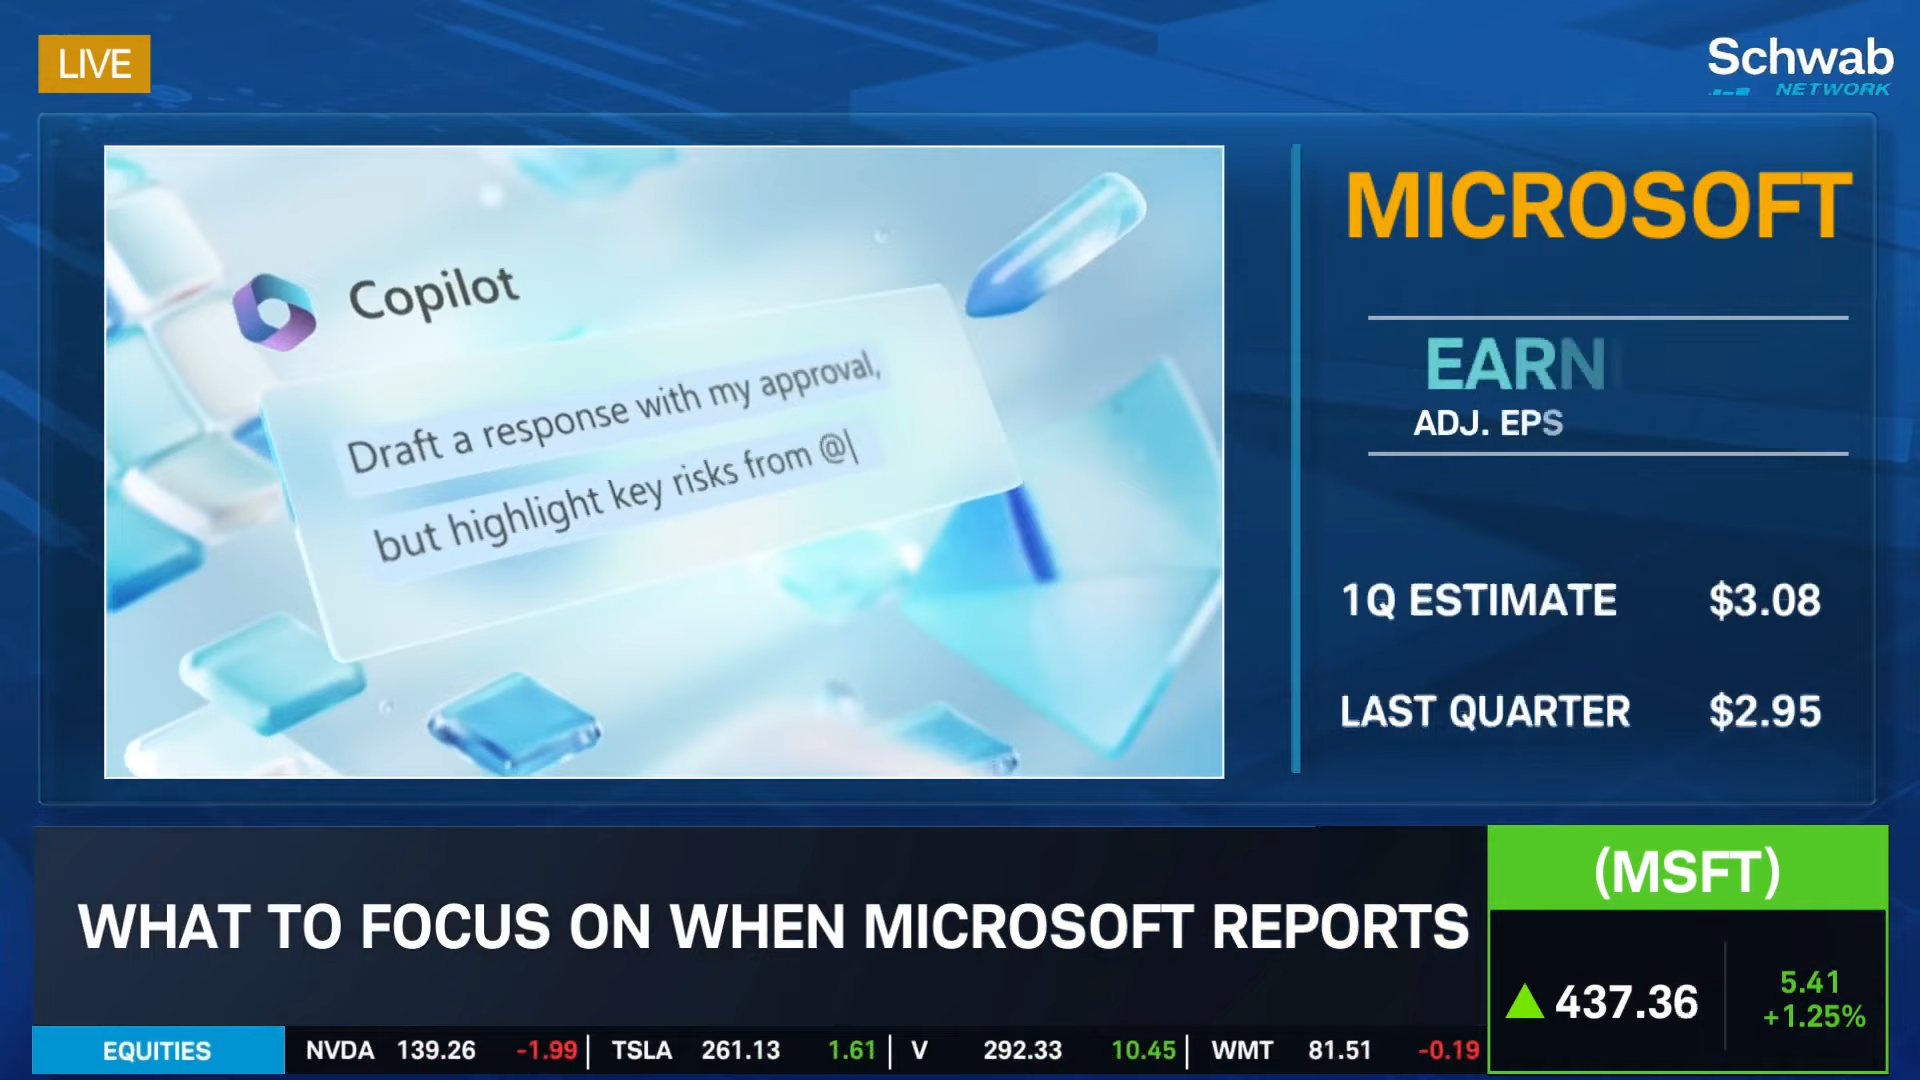 LIVE
Schwab
NETWORK
Copilot
Draft a response with my approval,
but highlight key risks from @|
MICROSOFT
EARN
ADJ. EPS
1Q ESTIMATE $3.08
LAST QUARTER $2.95
WHAT TO FOCUS ON WHEN MICROSOFT REPORTS
(MSFT)
▲ 437.36
5.41
+1.25%
EQUITIES NVDA 139.26 -1.99 | TSLA 261.13 1.61 | V 292.33 10.45 | WMT 81.51 -0.19